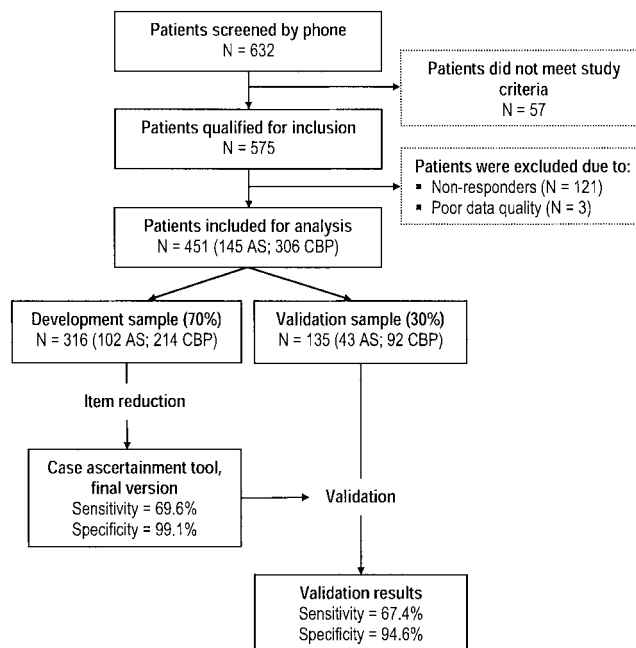 Patients screened by phone
N = 632
Patients did not meet study
criteria
N = 57
Patients qualified for inclusion
N = 575
Patients were excluded due to:
▪ Non-responders (N = 121)
▪ Poor data quality (N = 3)
Patients included for analysis
N = 451 (145 AS; 306 CBP)
Development sample (70%)
N = 316 (102 AS; 214 CBP)
Validation sample (30%)
N = 135 (43 AS; 92 CBP)
Item reduction
Case ascertainment tool,
final version
Sensitivity = 69.6%
Specificity = 99.1%
Validation
Validation results
Sensitivity = 67.4%
Specificity = 94.6%